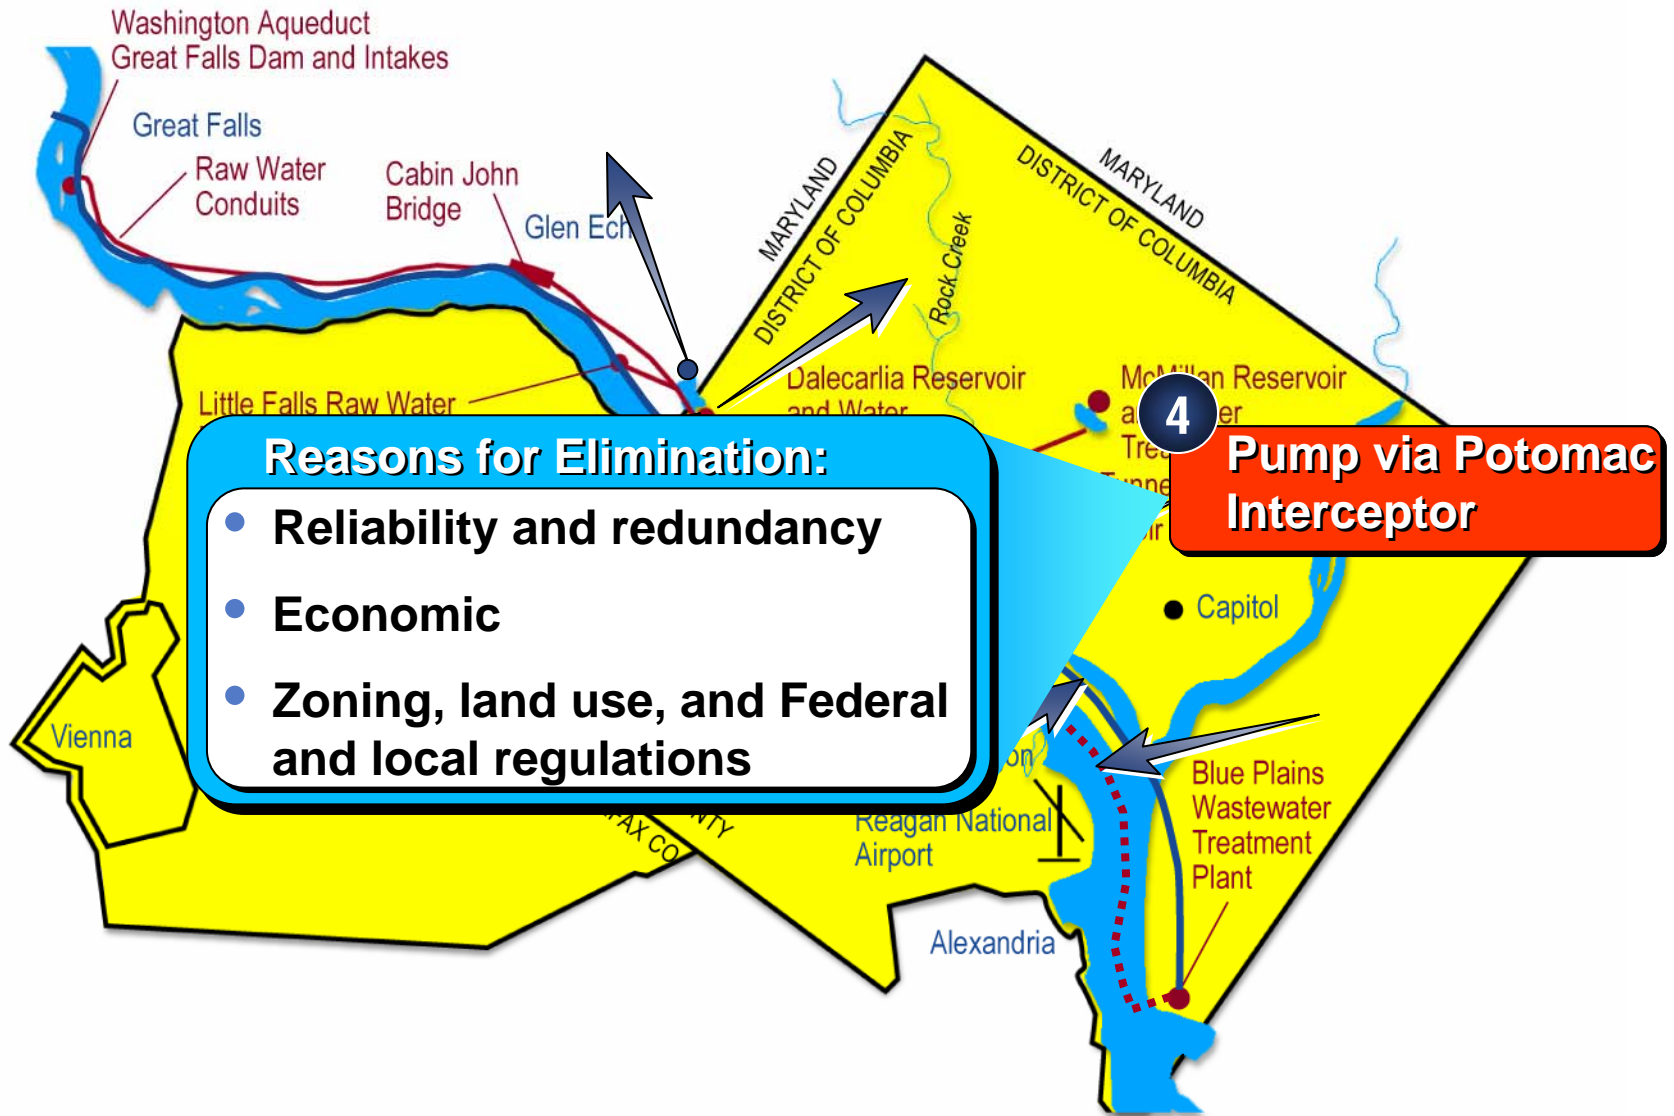 Washington Aqueduct
Great Falls Dam and Intakes
Great Falls
Raw Water
Conduits
Cabin John
Bridge
Glen Ech
MARYLAND
DISTRICT OF COLUMBIA
MARYLAND
DISTRICT OF COLUMBIA
Rock Creek
Little Falls Raw Water
Dalecarlia Reservoir
and Water
McMillan Reservoir
4
Pump via Potomac
Interceptor
Reasons for Elimination:
• Reliability and redundancy
• Economic
• Zoning, land use, and Federal
and local regulations
Capitol
Vienna
Reagan National
Airport
Blue Plains
Wastewater
Treatment
Plant
Alexandria